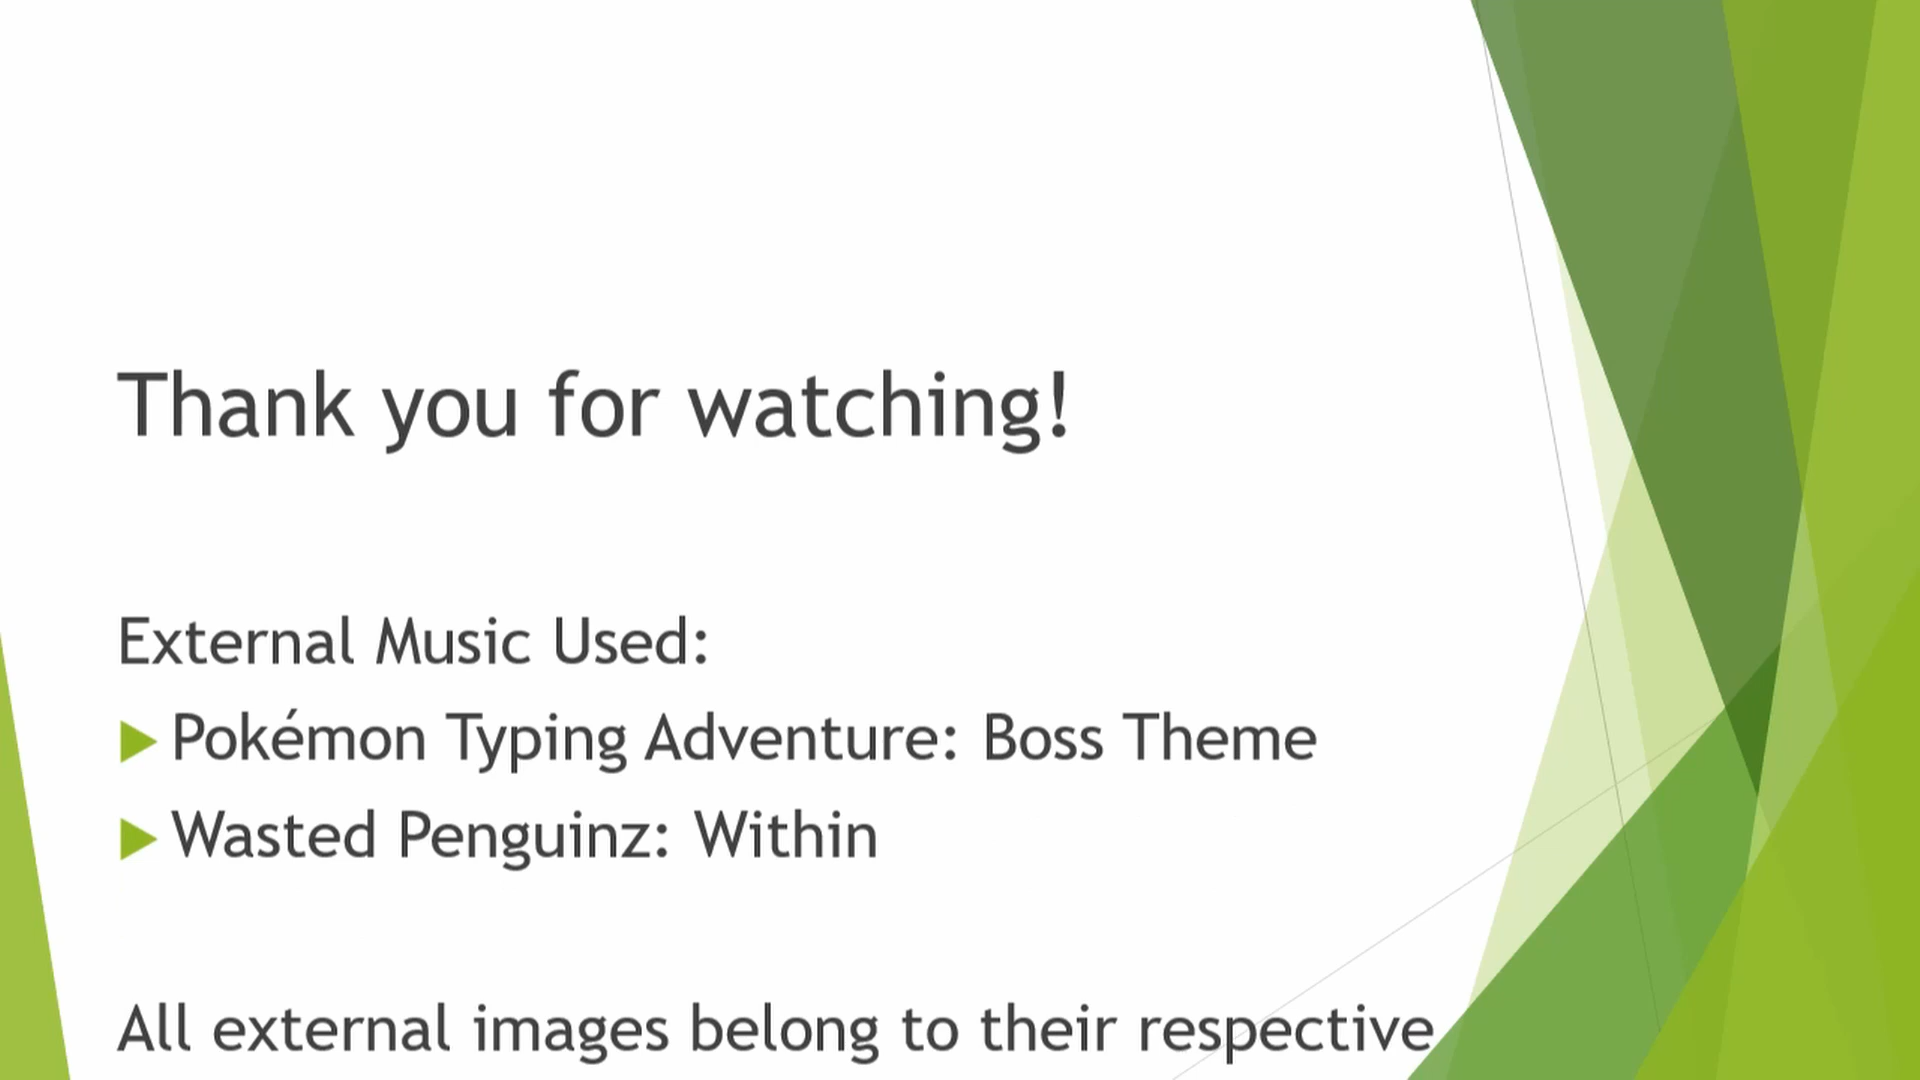 Thank you for watching!
External Music Used:
Pokémon Typing Adventure: Boss Theme
Wasted Penguinz: Within
All external images belong to their respective